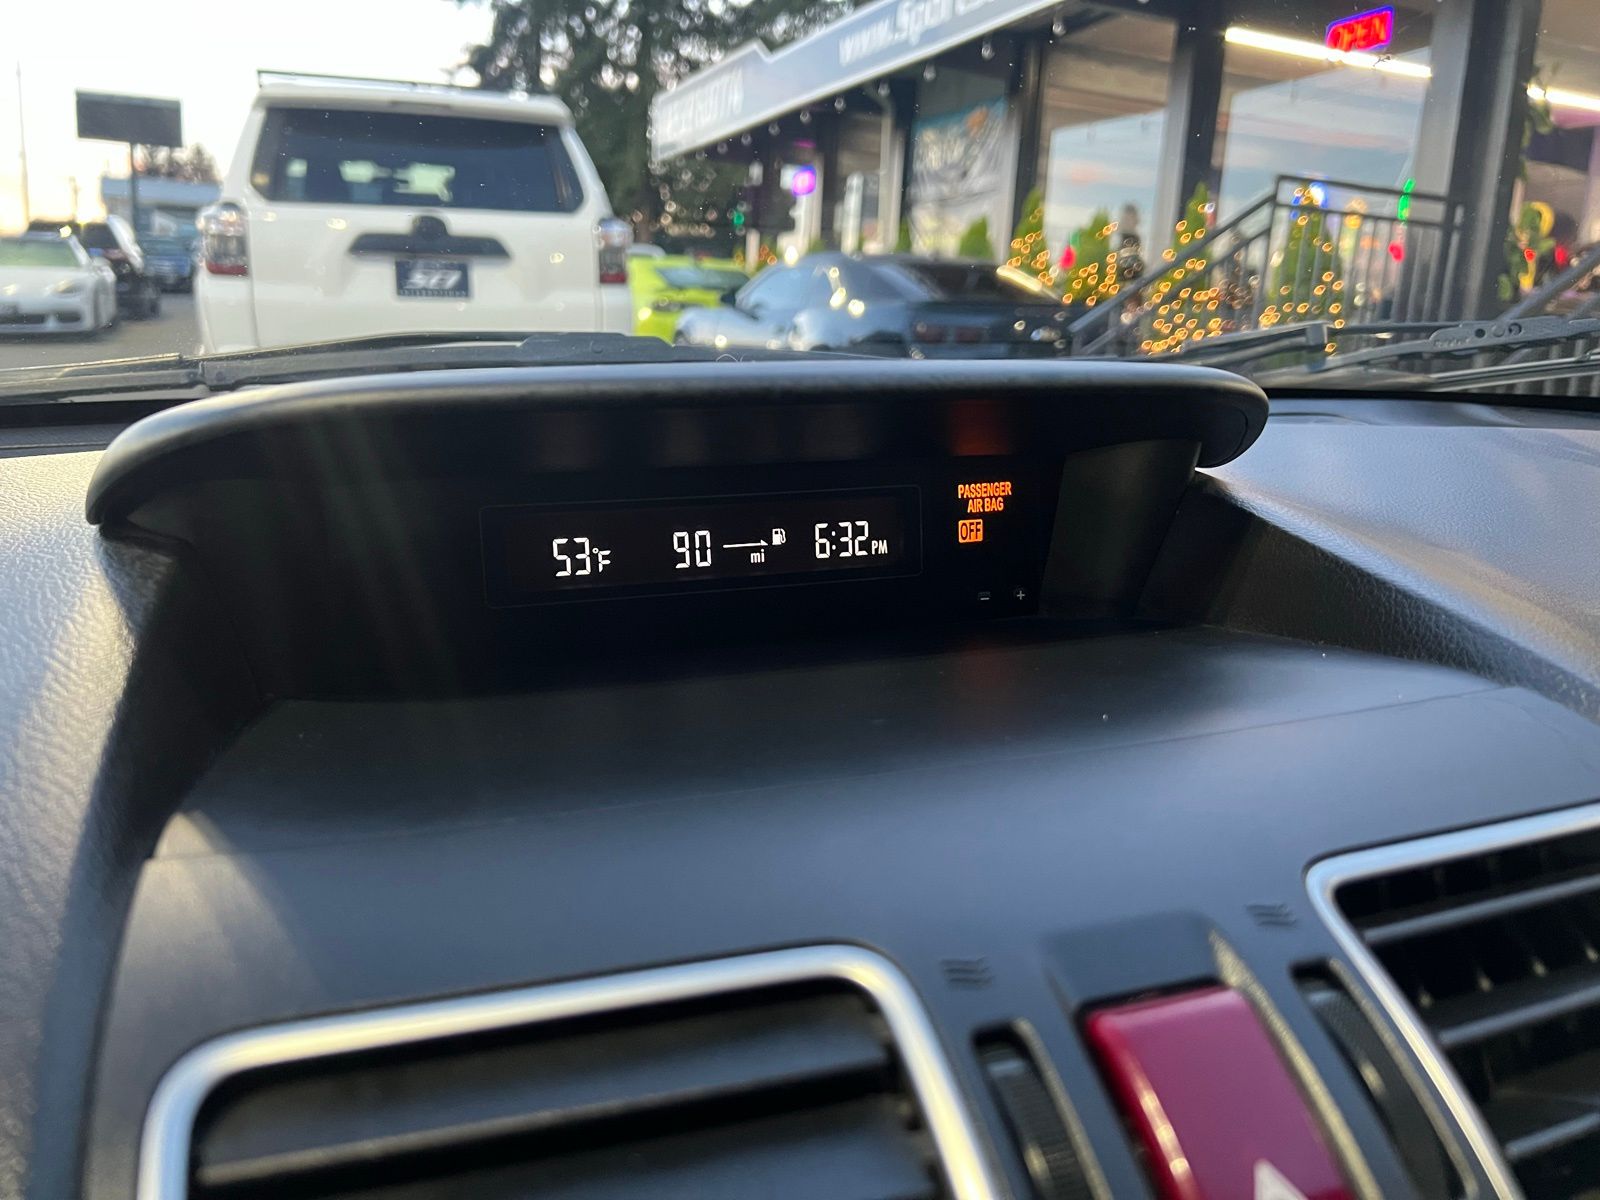 OPEN
53°F
90 mi
6:32 PM
PASSENGER
AIR BAG
OFF
- +